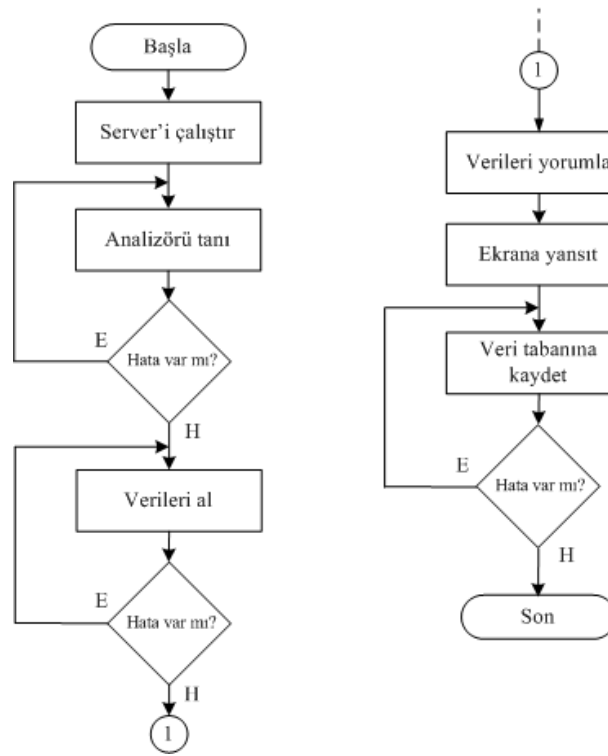 Başla
Server’i çalıştır
Analizörü tanı
E
Hata var mı?
H
Verileri al
E
Hata var mı?
H
1
1
Verileri yorumla
Ekrana yansıt
Veri tabanına
kaydet
E
Hata var mı?
H
Son